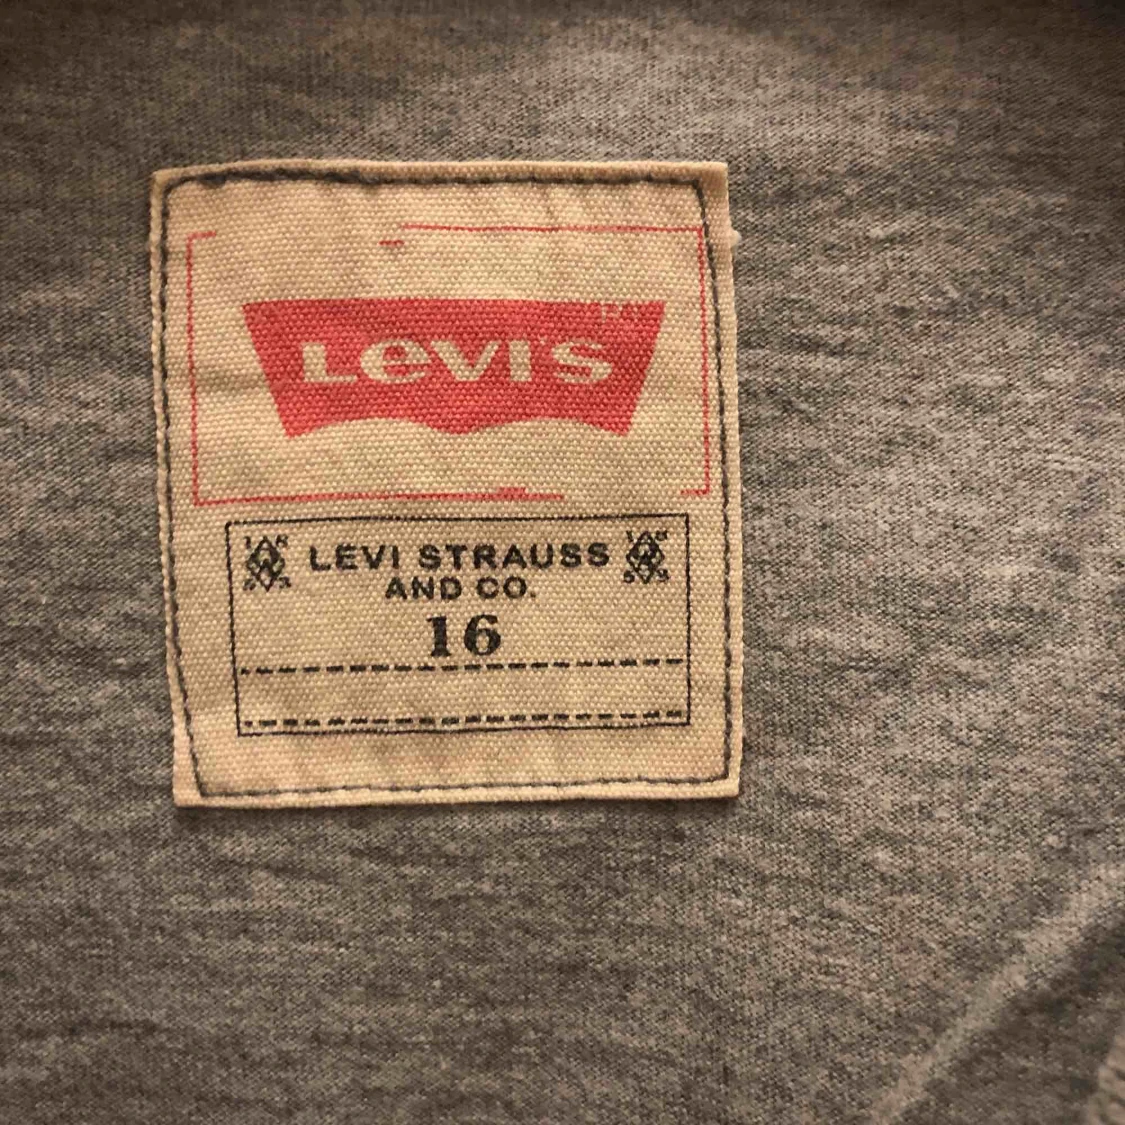 Levi's
LEVI STRAUSS
AND CO.
16